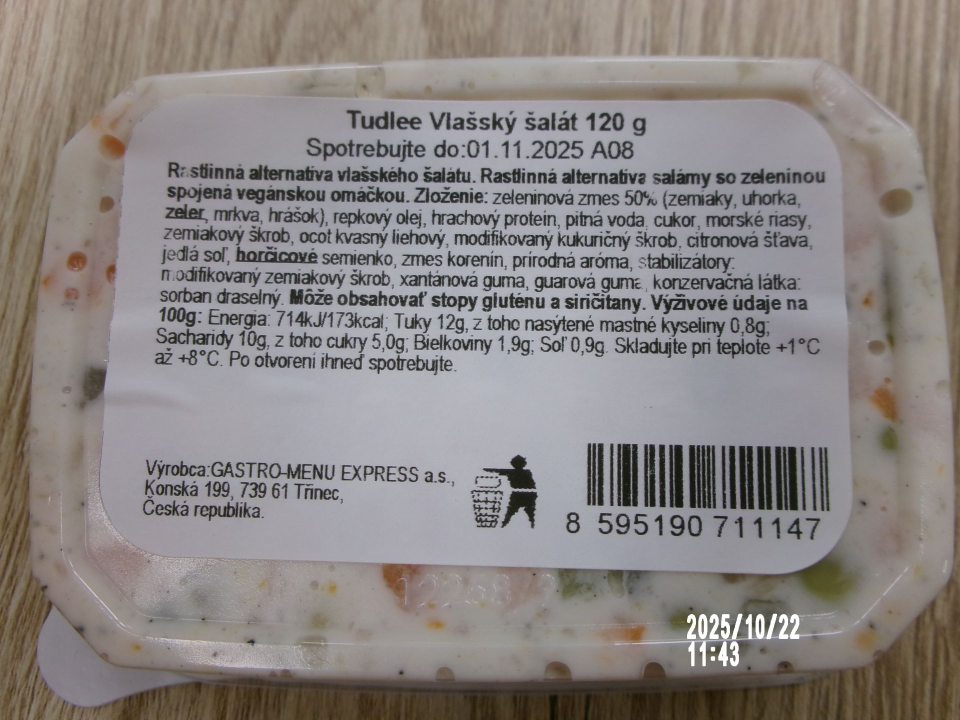 Tudlee Vlašský šalát 120 g
Spotrebujte do:01.11.2025 A08
Rastlinná alternatíva vlašského šalátu. Rastlinná alternatíva salámy so zeleninou
spojená vegánskou omáčkou. Zloženie: zeleninová zmes 50% (zemiaky, uhorka,
zeler, mrkva, hrášok), repkový olej, hrachový proteín, pitná voda, cukor, morské riasy,
zemiakový škrob, ocot kvasný liehový, modifikovaný kukuričný škrob, citronová šťava,
jedlá soľ, horčicové semienko, zmes korenín, prírodná aróma, stabilizátory:
modifikovaný zemiakový škrob, xantánová guma, guarová guma, konzervačná látka:
sorban draselný. Môže obsahovať stopy gluténu a siričitany. Výživové údaje na
100g: Energia: 714kJ/173kcal; Tuky 12g, z toho nasýtené mastné kyseliny 0,8g;
Sacharidy 10g, z toho cukry 5,0g; Bielkoviny 1,9g; Soľ 0,9g. Skladujte pri teplote +1°C
až +8°C. Po otvorení ihneď spotrebujte.
Výrobca:GASTRO-MENU EXPRESS a.s.,
Konská 199, 739 61 Třinec,
Česká republika.
8 595190 711147
2025/10/22
11:43